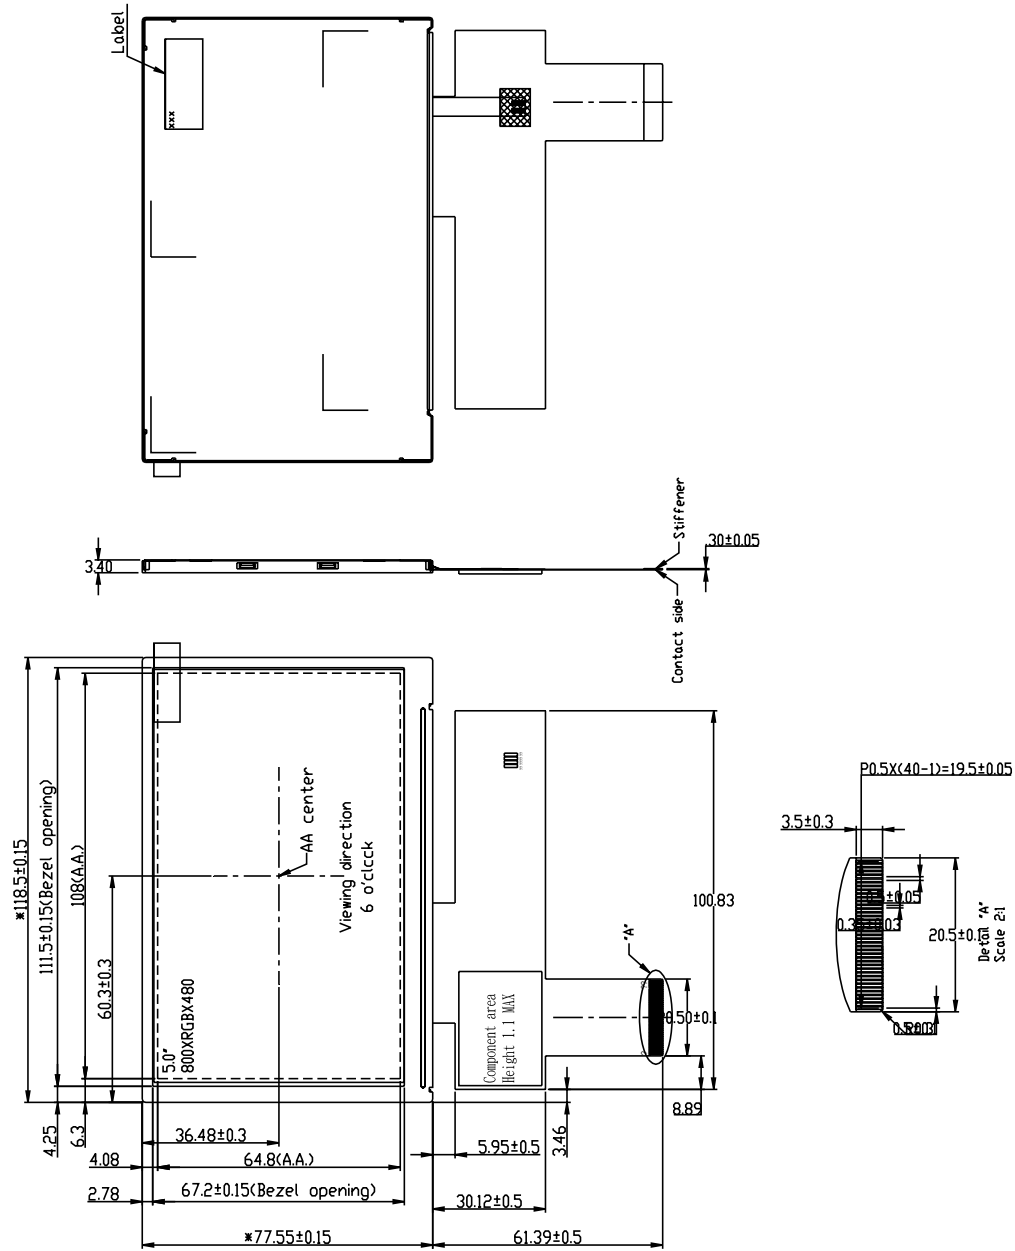 Label
xxx
3.40
Stiffener
Contact side
.30±0.05
*118.5±0.15
111.5±0.15(Bezel opening)
108(A.A.)
60.3±0.3
AA center
Viewing direction
6 o'clcck
5.0"
800XRGBX480
Component area
Height 1.1 MAX
"A"
100.83
0.50±0.1
8.89
3.46
4.25
6.3
36.48±0.3
4.08
64.8(A.A.)
2.78
67.2±0.15(Bezel opening)
*77.55±0.15
5.95±0.5
30.12±0.5
61.39±0.5
P0.5X(40-1)=19.5±0.05
3.5±0.3
20.5±0.1
Detail "A"
Scale 2:1